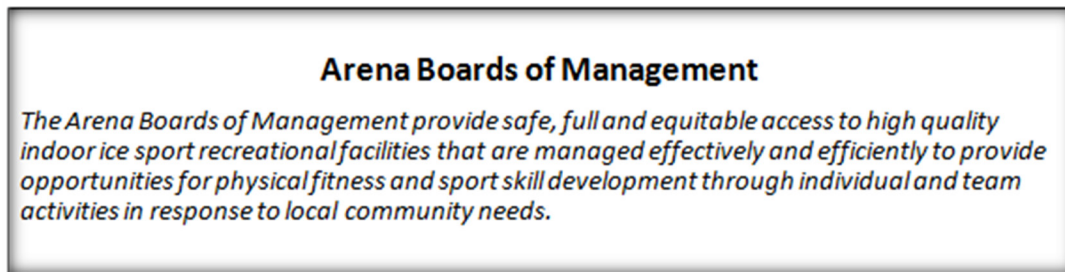 Arena Boards of Management
The Arena Boards of Management provide safe, full and equitable access to high quality
indoor ice sport recreational facilities that are managed effectively and efficiently to provide
opportunities for physical fitness and sport skill development through individual and team
activities in response to local community needs.